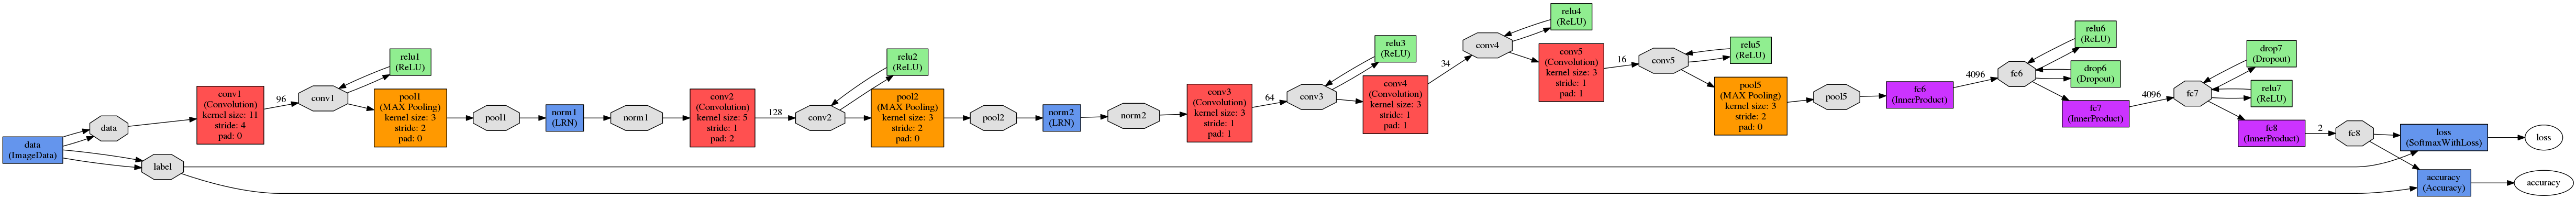 data
(ImageData)
data
label
conv1
(Convolution)
kernel size: 11
stride: 4
pad: 0
96
conv1
relu1
(ReLU)
pool1
(MAX Pooling)
kernel size: 3
stride: 2
pad: 0
pool1
norm1
(LRN)
norm1
conv2
(Convolution)
kernel size: 5
stride: 1
pad: 2
128
conv2
relu2
(ReLU)
pool2
(MAX Pooling)
kernel size: 3
stride: 2
pad: 0
pool2
norm2
(LRN)
norm2
conv3
(Convolution)
kernel size: 3
stride: 1
pad: 1
64
conv3
relu3
(ReLU)
conv4
(Convolution)
kernel size: 3
stride: 1
pad: 1
34
conv4
relu4
(ReLU)
conv5
(Convolution)
kernel size: 3
stride: 1
pad: 1
16
conv5
relu5
(ReLU)
pool5
(MAX Pooling)
kernel size: 3
stride: 2
pad: 0
pool5
fc6
(InnerProduct)
4096
fc6
relu6
(ReLU)
drop6
(Dropout)
fc7
(InnerProduct)
4096
fc7
drop7
(Dropout)
relu7
(ReLU)
fc8
(InnerProduct)
2
fc8
loss
(SoftmaxWithLoss)
loss
accuracy
(Accuracy)
accuracy